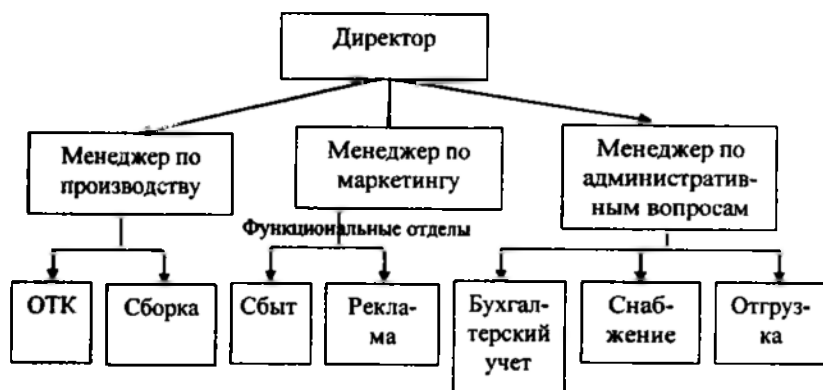 Директор
Менеджер по
производству
Менеджер по
маркетингу
Менеджер по
административ-
ным вопросам
Функциональные отделы
ОТК
Сборка
Сбыт
Рекла-
ма
Бухгал-
терский
учет
Снаб-
жение
Отгруз-
ка